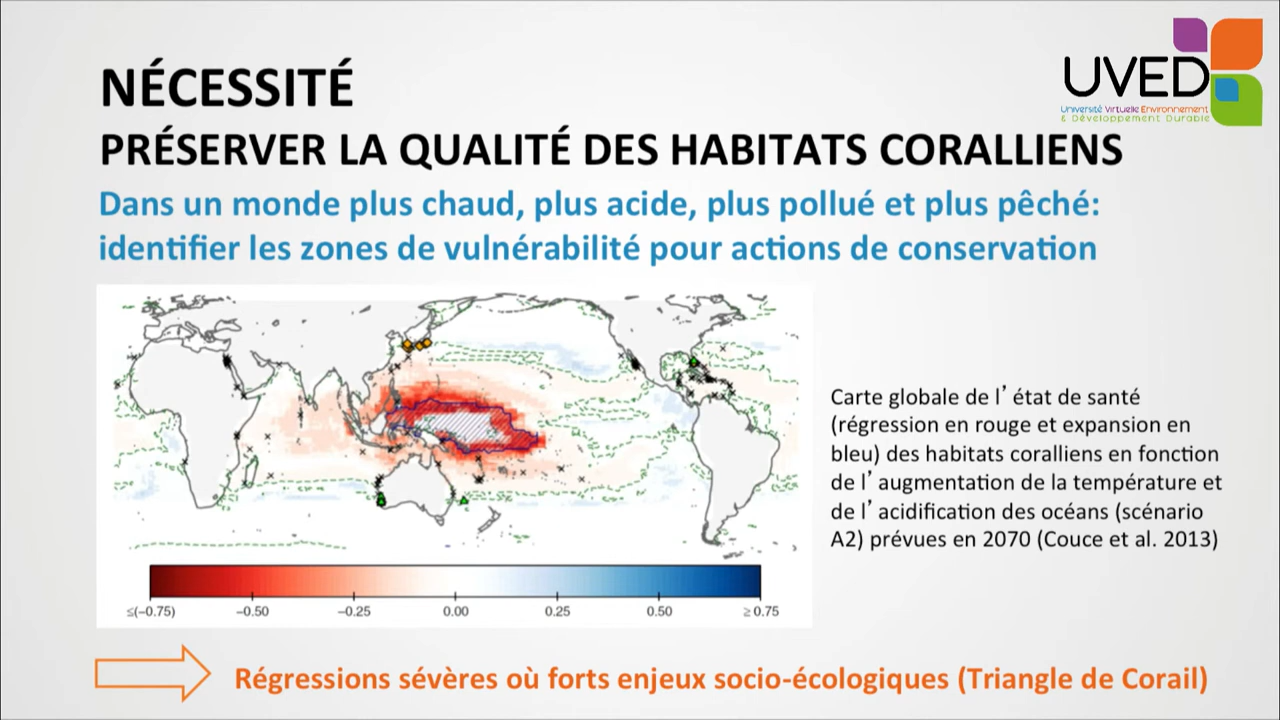 UVED
Université Virtuelle Environnement
& Développement Durable
NÉCESSITÉ
PRÉSERVER LA QUALITÉ DES HABITATS CORALLIENS
Dans un monde plus chaud, plus acide, plus pollué et plus pêché:
identifier les zones de vulnérabilité pour actions de conservation
Carte globale de l’ état de santé
(régression en rouge et expansion en
bleu) des habitats coralliens en fonction
de l’ augmentation de la température et
de l’ acidification des océans (scénario
A2) prévues en 2070 (Couce et al. 2013)
≤(−0.75) −0.50 −0.25 0.00 0.25 0.50 ≥ 0.75
Régressions sévères où forts enjeux socio-écologiques (Triangle de Corail)